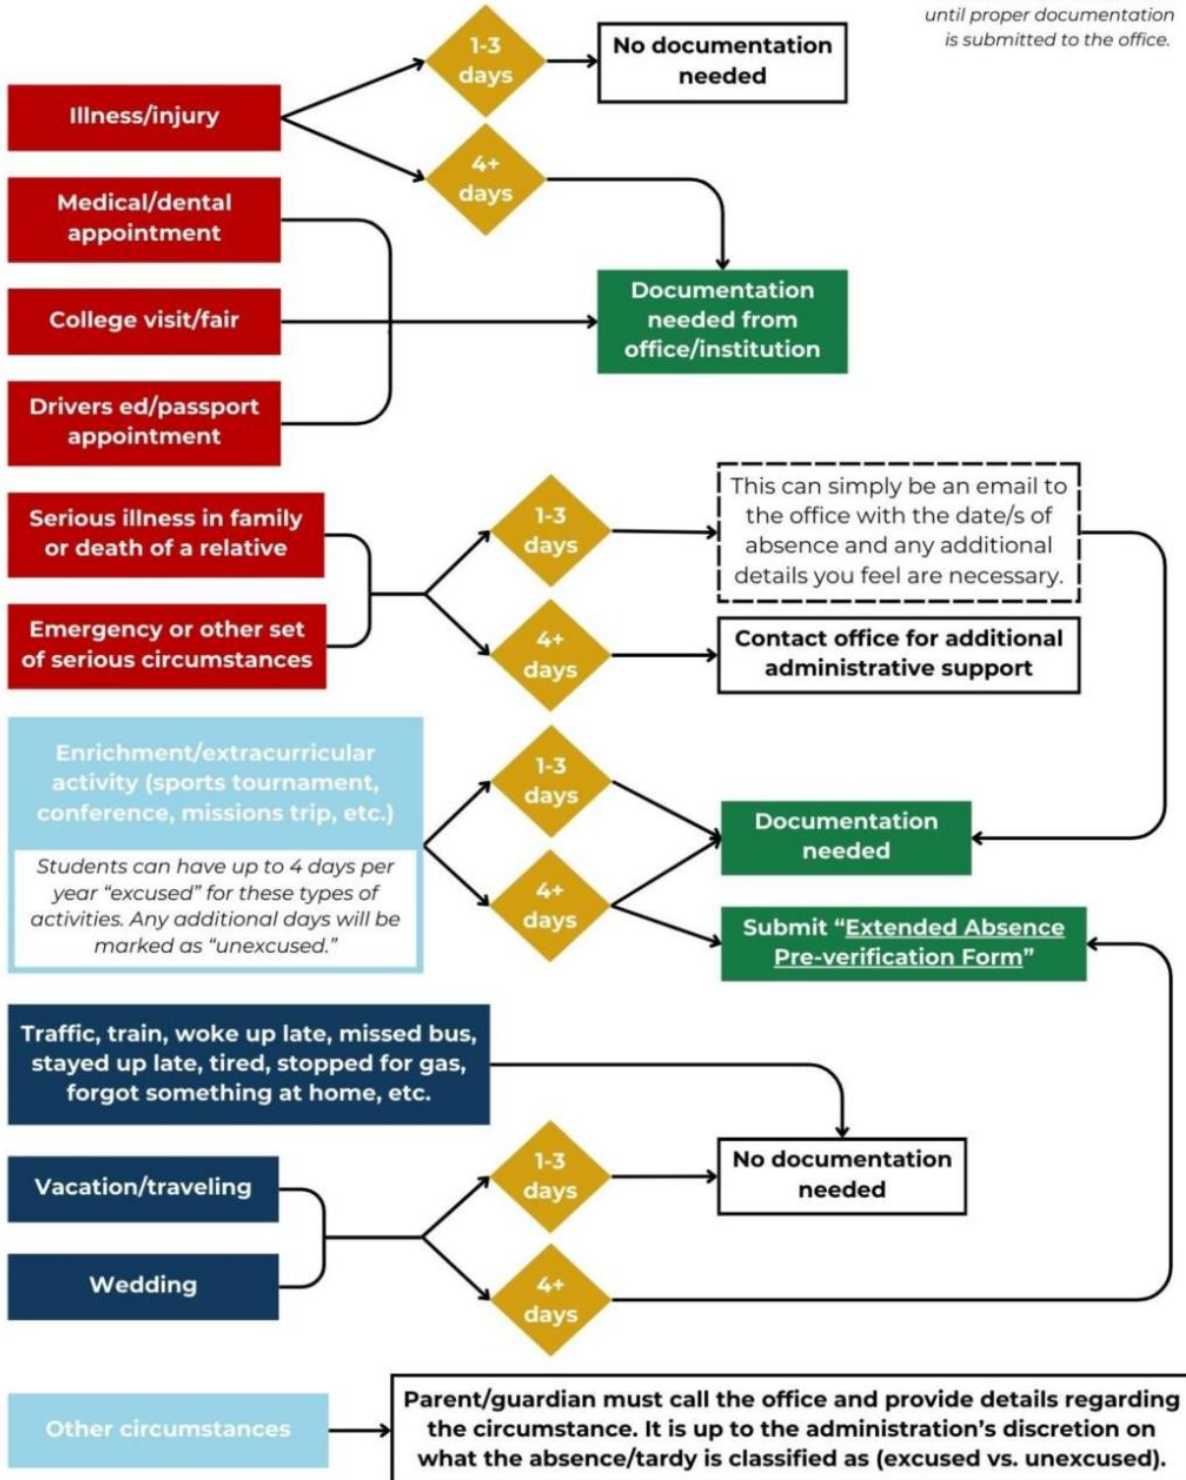 until proper documentation
is submitted to the office.
1-3
days
No documentation
needed
Illness/injury
4+
days
Medical/dental
appointment
College visit/fair
Documentation
needed from
office/institution
Drivers ed/passport
appointment
Serious illness in family
or death of a relative
1-3
days
This can simply be an email to
the office with the date/s of
absence and any additional
details you feel are necessary.
Emergency or other set
of serious circumstances
4+
days
Contact office for additional
administrative support
Enrichment/extracurricular
activity (sports tournament,
conference, missions trip, etc.)
Students can have up to 4 days per
year “excused” for these types of
activities. Any additional days will be
marked as “unexcused.”
1-3
days
4+
days
Documentation
needed
Submit “Extended Absence
Pre-verification Form”
Traffic, train, woke up late, missed bus,
stayed up late, tired, stopped for gas,
forgot something at home, etc.
Vacation/traveling
Wedding
1-3
days
No documentation
needed
4+
days
Other circumstances
Parent/guardian must call the office and provide details regarding
the circumstance. It is up to the administration’s discretion on
what the absence/tardy is classified as (excused vs. unexcused).